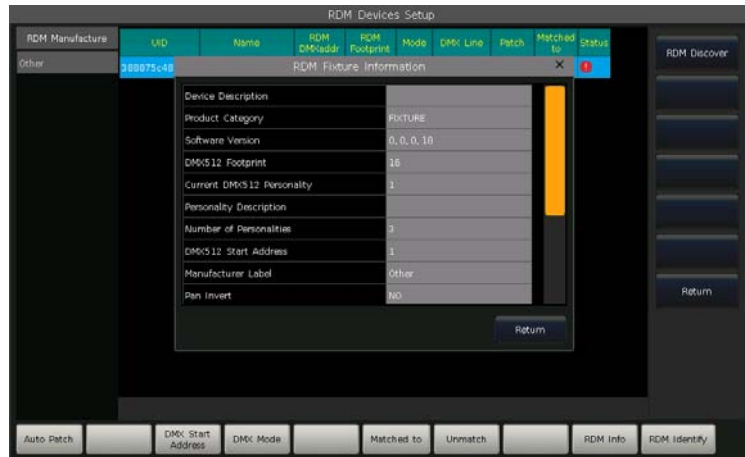 RDM Devices Setup
RDM Manufacture
Other
UID
Name
RDM DMXaddr
RDM Footprint
Mode
DMX Line
Patch
Matched to
Status
RDM Discover
RDM Fixture Information
Device Description
Product Category FIXTURE
Software Version 0, 0, 0, 10
DMX512 Footprint 16
Current DMX512 Personality 1
Personality Description
Number of Personalities 3
DMX512 Start Address 1
Manufacturer Label Other
Pan Invert NO
Return
Return
Auto Patch
DMX Start Address
DMX Mode
Matched to
Unmatch
RDM Info
RDM Identify